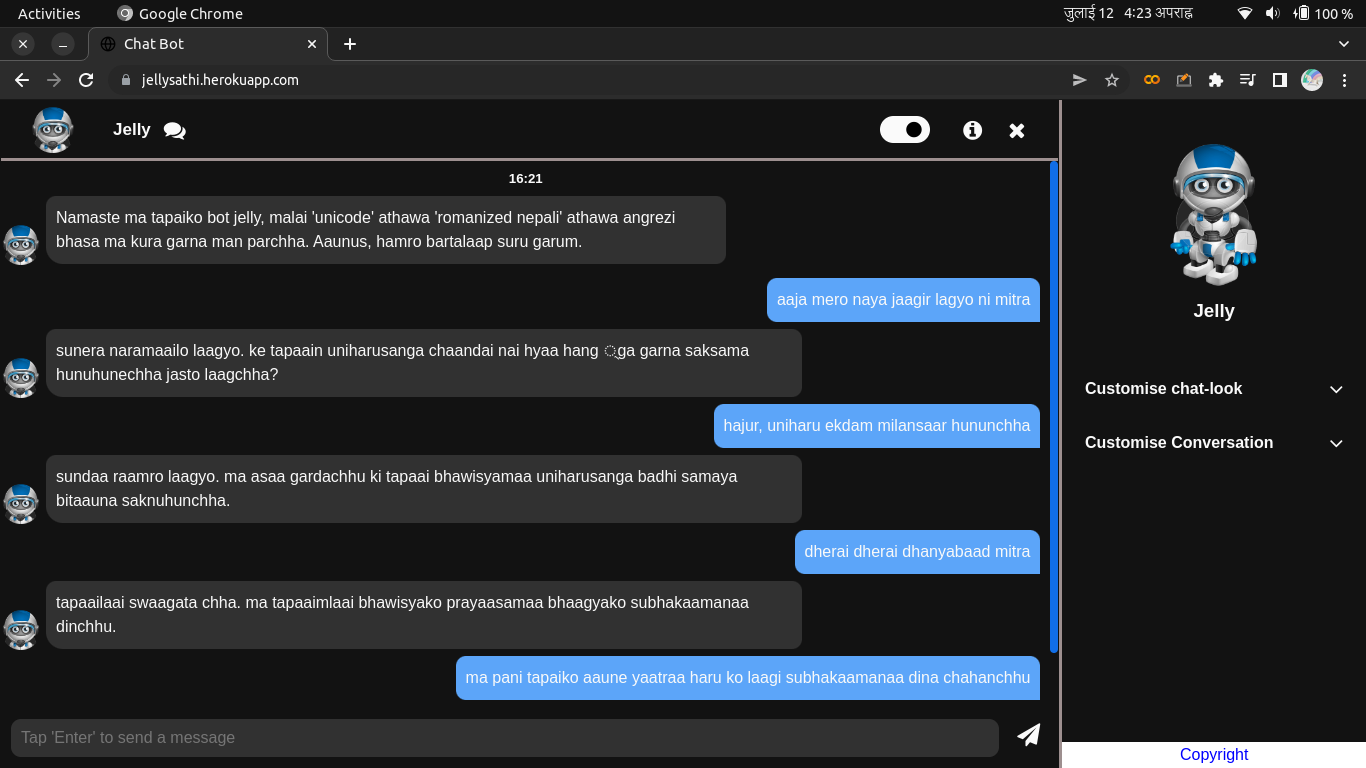 Activities
Google Chrome
जुलाई 12 4:23 अपराह्न
100 %
Chat Bot
jellysathi.herokuapp.com
Jelly
16:21
Namaste ma tapaiko bot jelly, malai 'unicode' athawa 'romanized nepali' athawa angrezi
bhasa ma kura garna man parchha. Aaunus, hamro bartalaap suru garum.
aaja mero naya jaagir lagyo ni mitra
sunera naramaailo laagyo. ke tapaain uniharusanga chaandai nai hyaa hang ्ga garna saksama
hunuhunechha jasto laagchha?
hajur, uniharu ekdam milansaar hununchha
sundaa raamro laagyo. ma asaa gardachhu ki tapaai bhawisyamaa uniharusanga badhi samaya
bitaauna saknuhunchha.
dherai dherai dhanyabaad mitra
tapaailaai swaagata chha. ma tapaaimlaai bhawisyako prayaasamaa bhaagyako subhakaamanaa
dinchhu.
ma pani tapaiko aaune yaatraa haru ko laagi subhakaamanaa dina chahanchhu
Tap 'Enter' to send a message
Jelly
Customise chat-look
Customise Conversation
Copyright